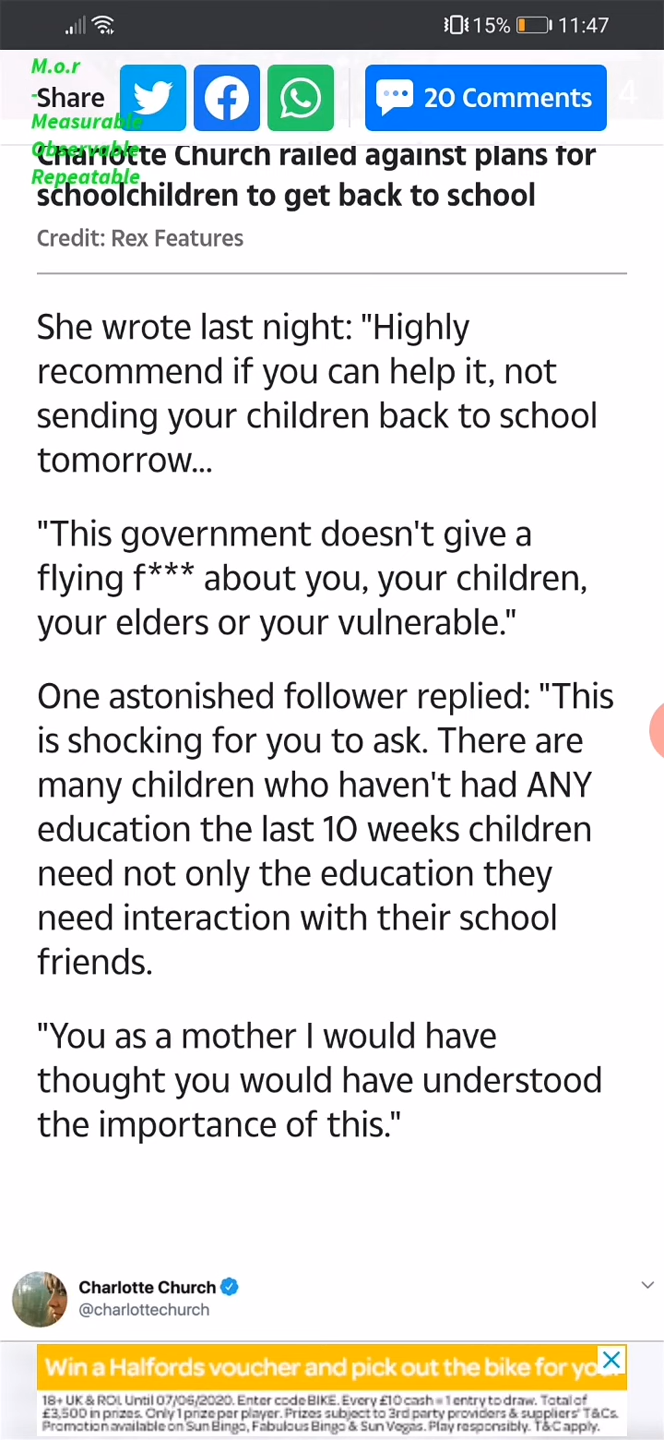 15% 11:47
M.o.r
-
Share
20 Comments
4
Measurable
Observable
Repeatable
Charlotte Church railed against plans for
schoolchildren to get back to school
Credit: Rex Features
She wrote last night: "Highly
recommend if you can help it, not
sending your children back to school
tomorrow...
"This government doesn't give a
flying f*** about you, your children,
your elders or your vulnerable."
One astonished follower replied: "This
is shocking for you to ask. There are
many children who haven't had ANY
education the last 10 weeks children
need not only the education they
need interaction with their school
friends.
"You as a mother I would have
thought you would have understood
the importance of this."
Charlotte Church
@charlottechurch
Win a Halfords voucher and pick out the bike for yo
18+ UK & ROI. Until 07/06/2020. Enter code BIKE. Every £10 cash = 1 entry to draw. Total of
£3,500 in prizes. Only 1 prize per player. Prizes subject to 3rd party providers & suppliers' T&Cs.
Promotion available on Sun Bingo, Fabulous Bingo & Sun Vegas. Play responsibly. T&C apply.